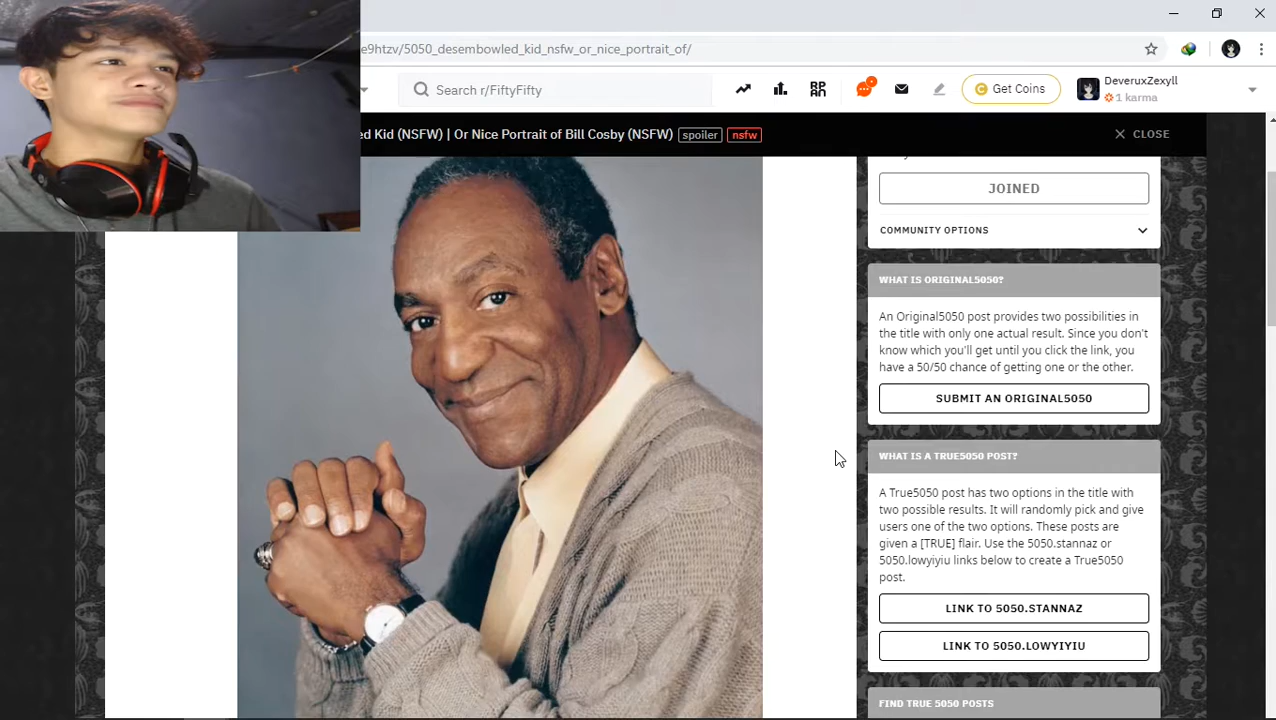 e9htzv/5050_desembowled_kid_nsfw_or_nice_portrait_of/
Search r/FiftyFifty
Get Coins
DeveruxZexyll
1 karma
ed Kid (NSFW) | Or Nice Portrait of Bill Cosby (NSFW) spoiler nsfw
CLOSE
JOINED
COMMUNITY OPTIONS
WHAT IS ORIGINAL5050?
An Original5050 post provides two possibilities in
the title with only one actual result. Since you don't
know which you'll get until you click the link, you
have a 50/50 chance of getting one or the other.
SUBMIT AN ORIGINAL5050
WHAT IS A TRUE5050 POST?
A True5050 post has two options in the title with
two possible results. It will randomly pick and give
users one of the two options. These posts are
given a [TRUE] flair. Use the 5050.stannaz or
5050.lowyiyiu links below to create a True5050
post.
LINK TO 5050.STANNAZ
LINK TO 5050.LOWYIYIU
FIND TRUE 5050 POSTS